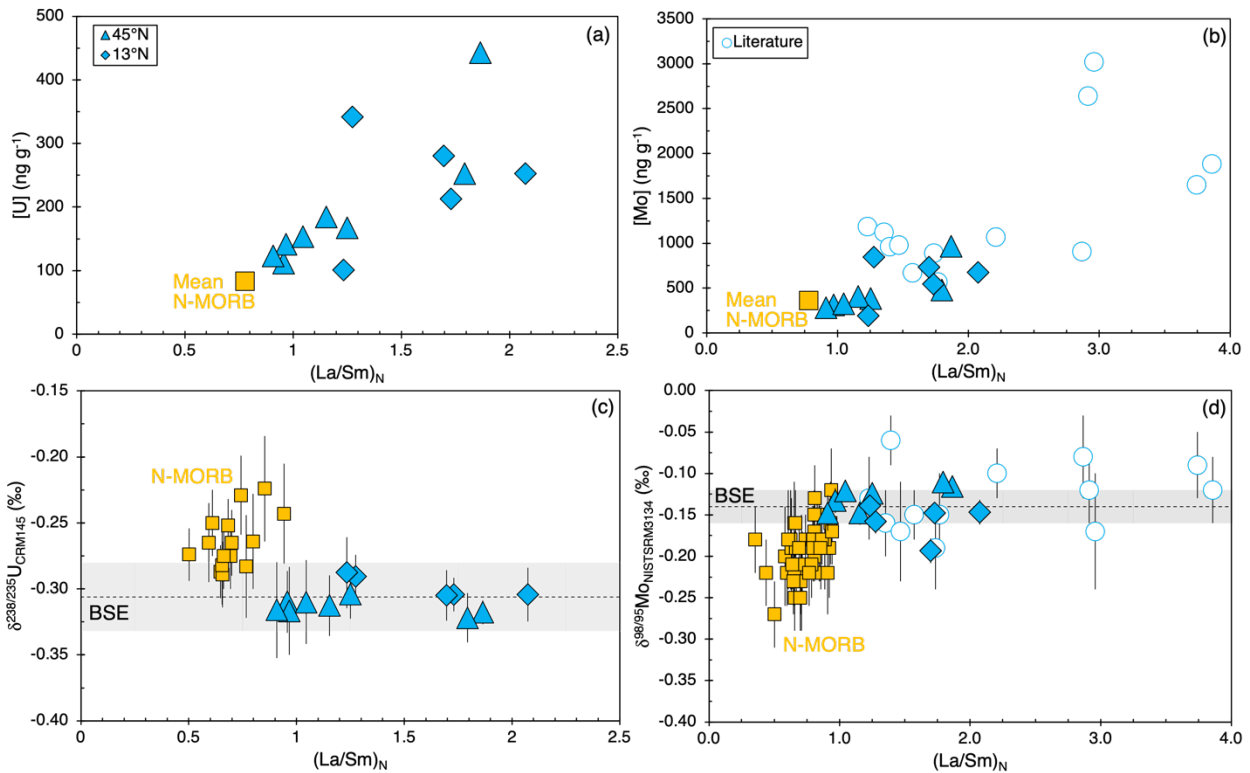 (a)
45°N
13°N
500
400
300
200
100
0
[U] (ng g⁻¹)
Mean
N-MORB
0
0.5
1
1.5
2
2.5
(La/Sm)N
(b)
Literature
3500
3000
2500
2000
1500
1000
500
0
[Mo] (ng g⁻¹)
Mean
N-MORB
0.0
1.0
2.0
3.0
4.0
(La/Sm)N
(c)
-0.15
-0.20
-0.25
-0.30
-0.35
-0.40
δ²³⁸/²³⁵UCRM145 (‰)
N-MORB
BSE
0
0.5
1
1.5
2
2.5
(La/Sm)N
(d)
0.00
-0.05
-0.10
-0.15
-0.20
-0.25
-0.30
-0.35
-0.40
δ⁹⁸/⁹⁵MoNISTSRM3134 (‰)
BSE
N-MORB
0.0
1.0
2.0
3.0
4.0
(La/Sm)N